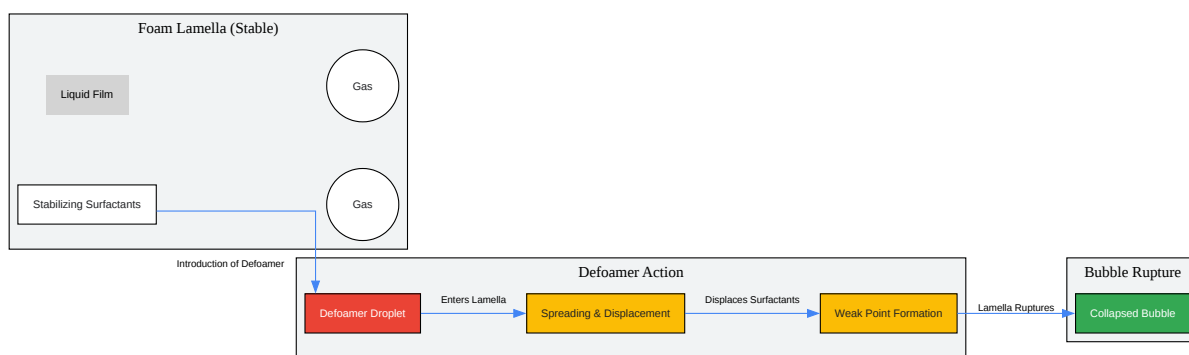 Foam Lamella (Stable)
Liquid Film
Gas
Stabilizing Surfactants
Gas
Introduction of Defoamer
Defoamer Action
Defoamer Droplet
Enters Lamella
Spreading & Displacement
Displaces Surfactants
Weak Point Formation
Lamella Ruptures
Bubble Rupture
Collapsed Bubble